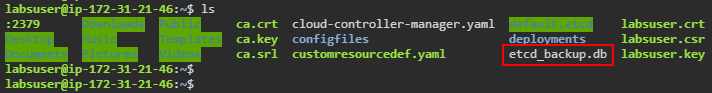 labsuser@ip-172-31-21-46:~$ ls
:2379 Downloads Public ca.crt cloud-controller-manager.yaml default.etcd labsuser.crt
Desktop Music Templates ca.key configfiles deployments labsuser.csr
Documents Pictures Videos ca.srl customresourcedef.yaml etcd_backup.db labsuser.key
labsuser@ip-172-31-21-46:~$
labsuser@ip-172-31-21-46:~$